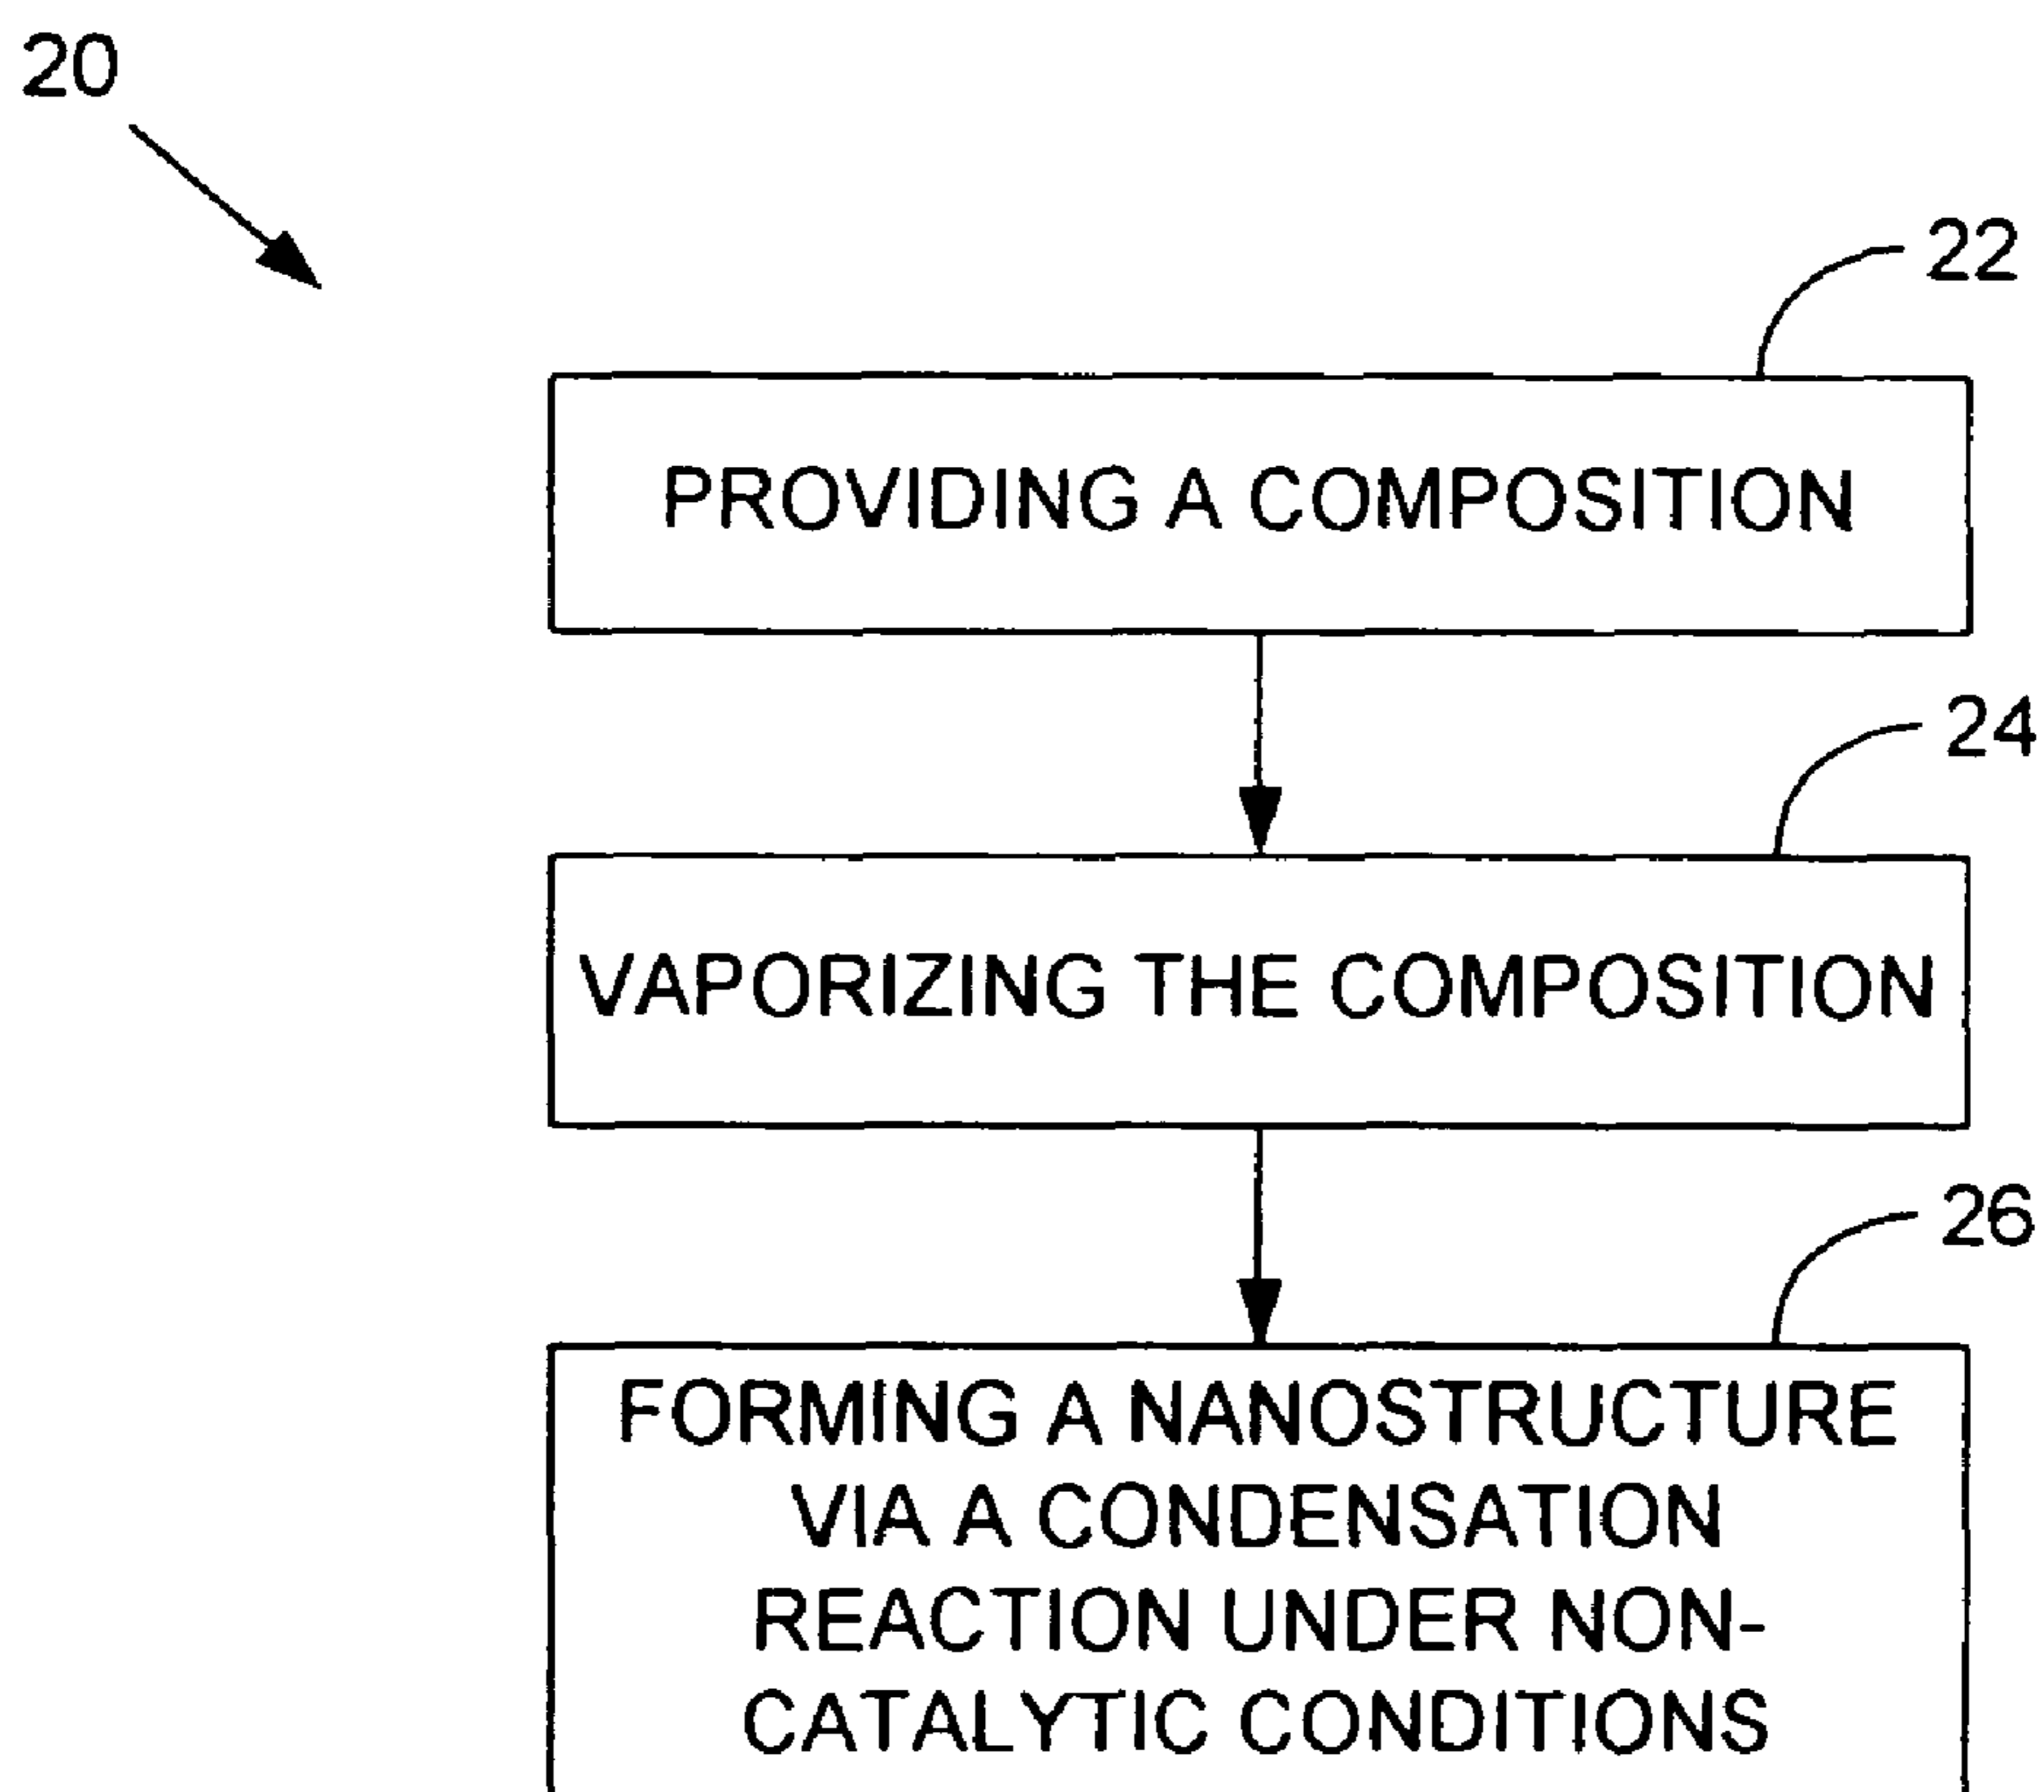 20
22
PROVIDING A COMPOSITION
24
VAPORIZING THE COMPOSITION
26
FORMING A NANOSTRUCTURE
VIA A CONDENSATION
REACTION UNDER NON-
CATALYTIC CONDITIONS